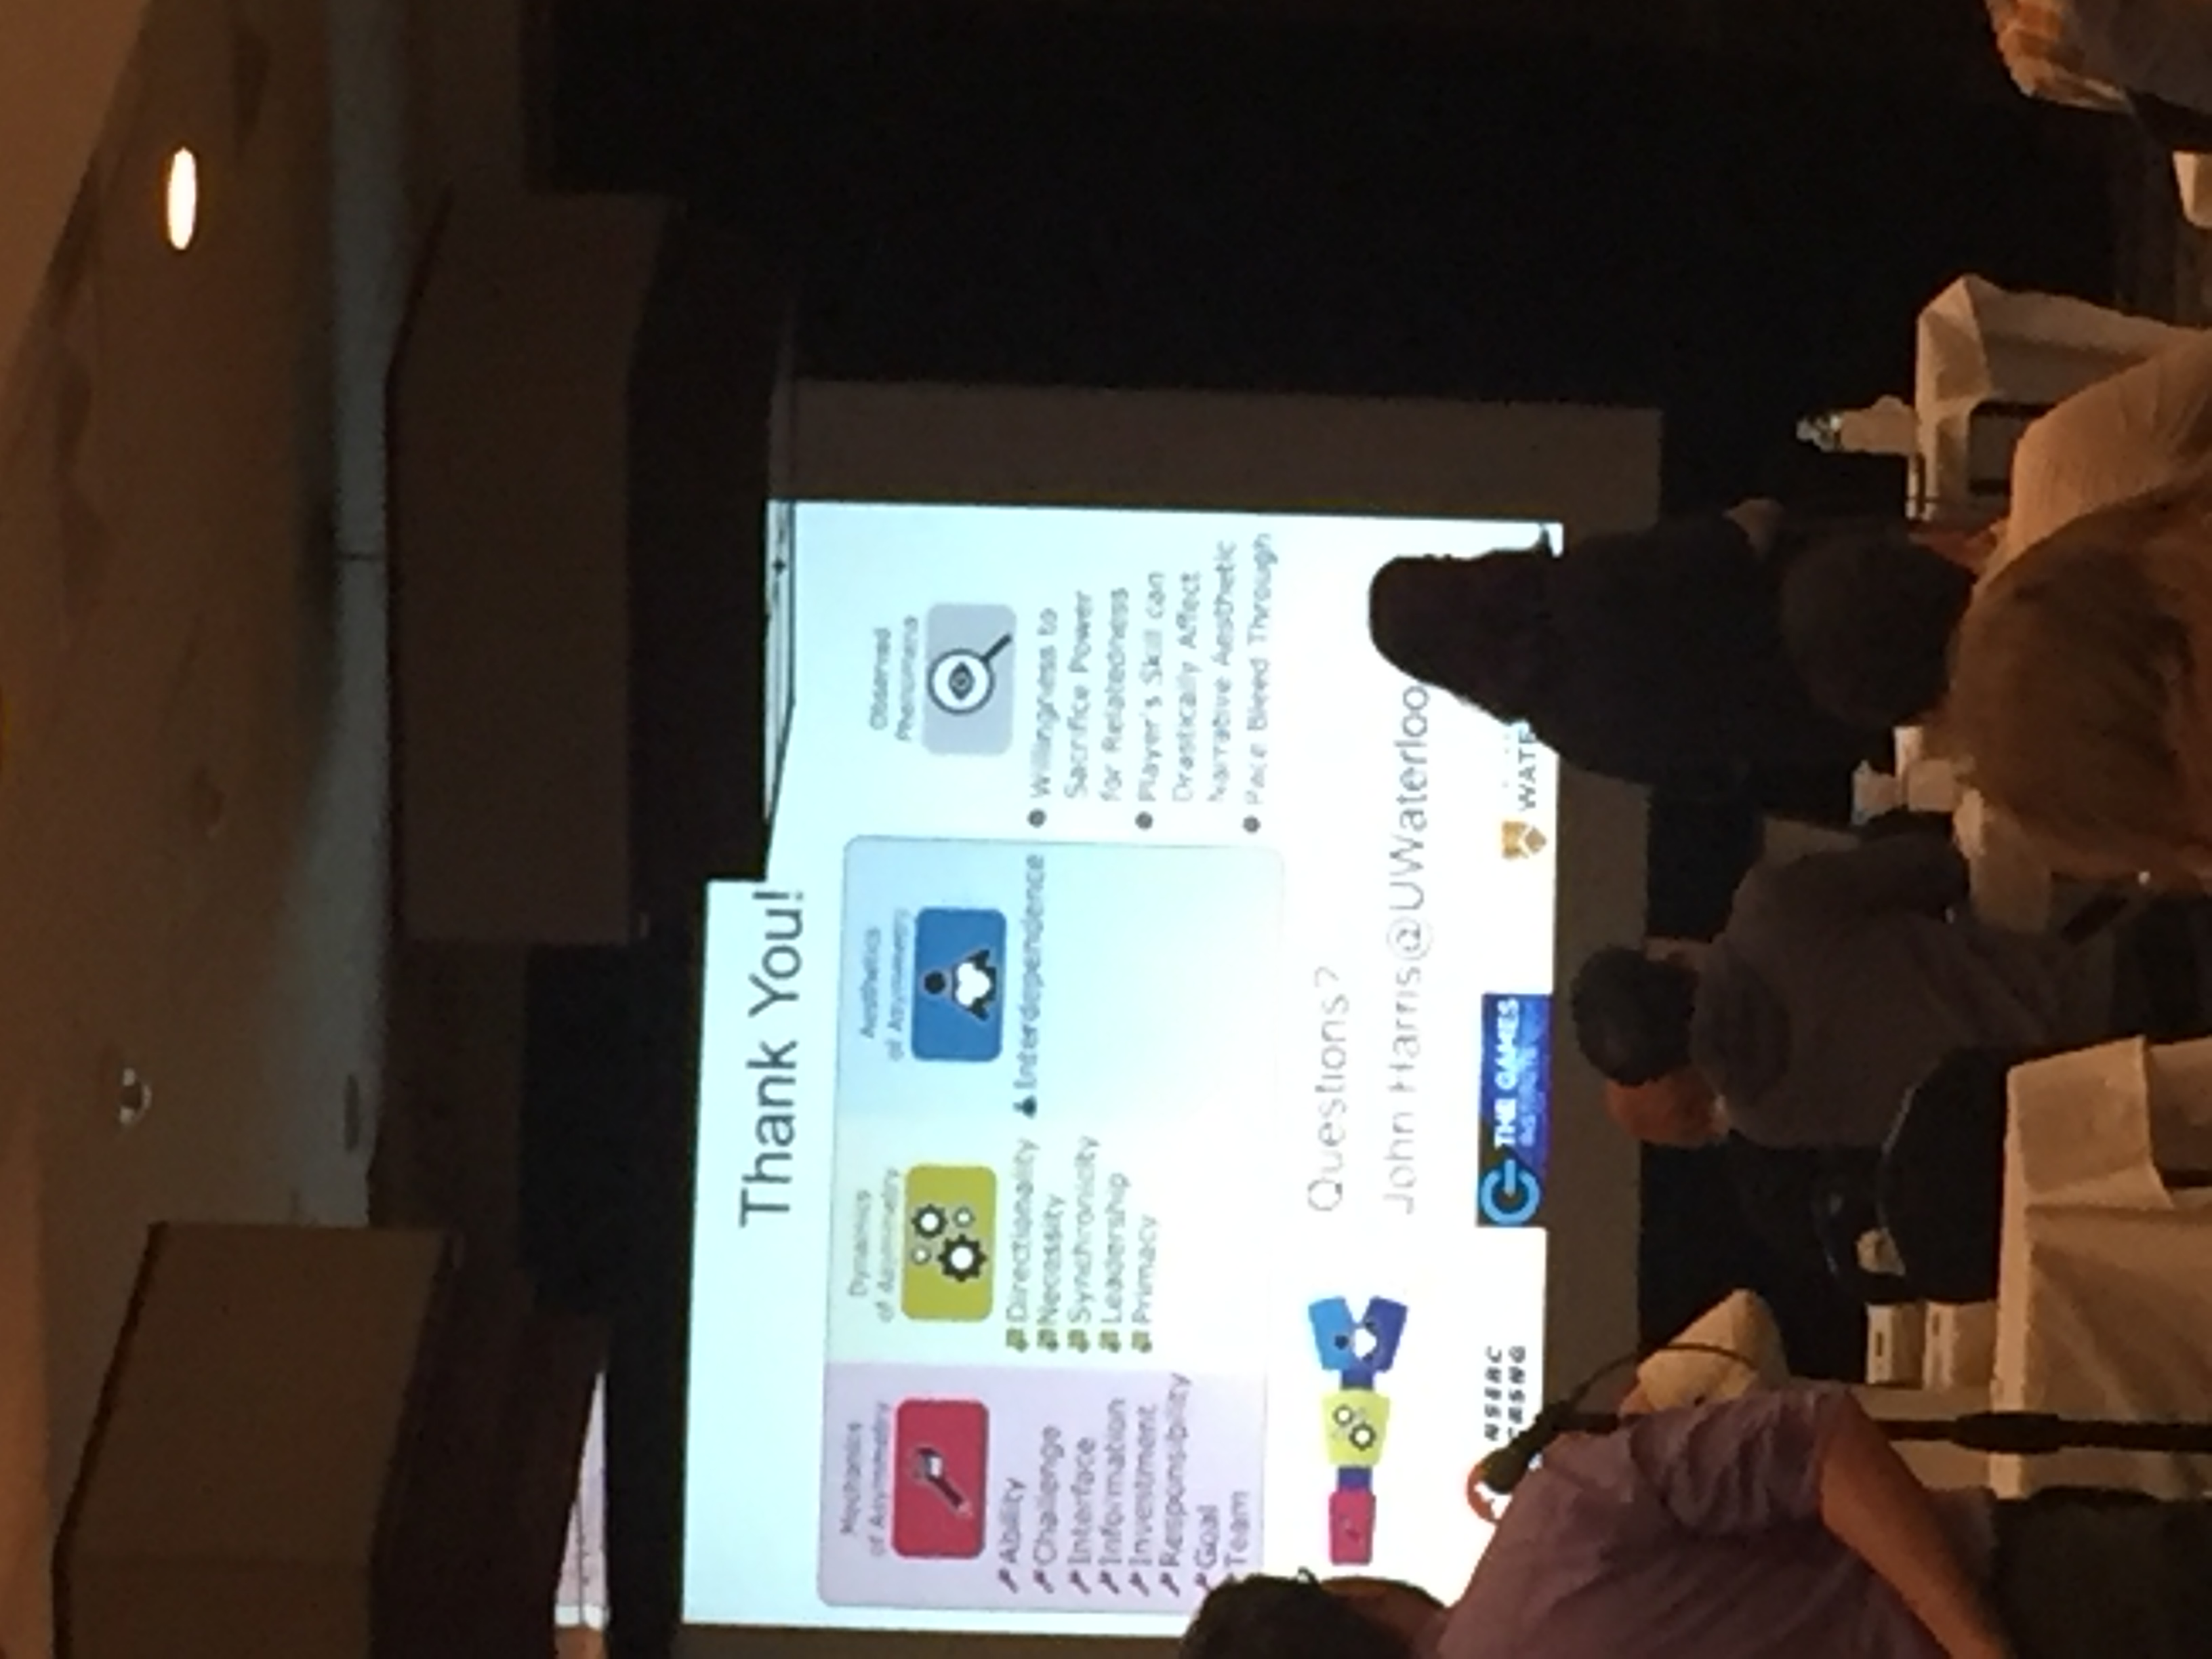 Thank You!
Mechanics
of Asymmetry
Ability
Challenge
Interface
Information
Investment
Responsibility
Goal
Team
Dynamics
of Asymmetry
Directionality
Necessity
Synchronicity
Leadership
Primacy
Aesthetics
of Asymmetry
Interdependence
Observed
Phenomena
Willingness to
Sacrifice Power
for Relatedness
Player's Skill can
Drastically Affect
Narrative Aesthetic
Pace Bleed Through
Questions?
John Harris@UWaterloo
NSERC
CRSNG
THE GAMES
INSTITUTE
WATE